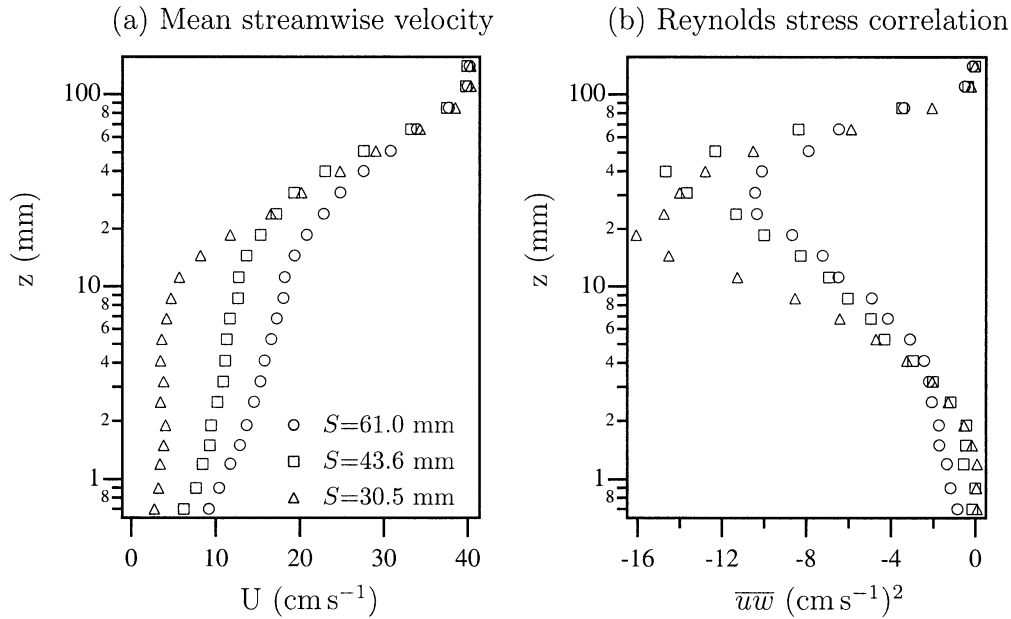 (a) Mean streamwise velocity
(b) Reynolds stress correlation
z (mm)
100
8
6
4
2
10
8
6
4
2
1
8
S=61.0 mm
S=43.6 mm
S=30.5 mm
0 10 20 30 40
U (cm s⁻¹)
z (mm)
100
8
6
4
2
10
8
6
4
2
1
8
-16 -12 -8 -4 0
u̅w̅ (cm s⁻¹)²